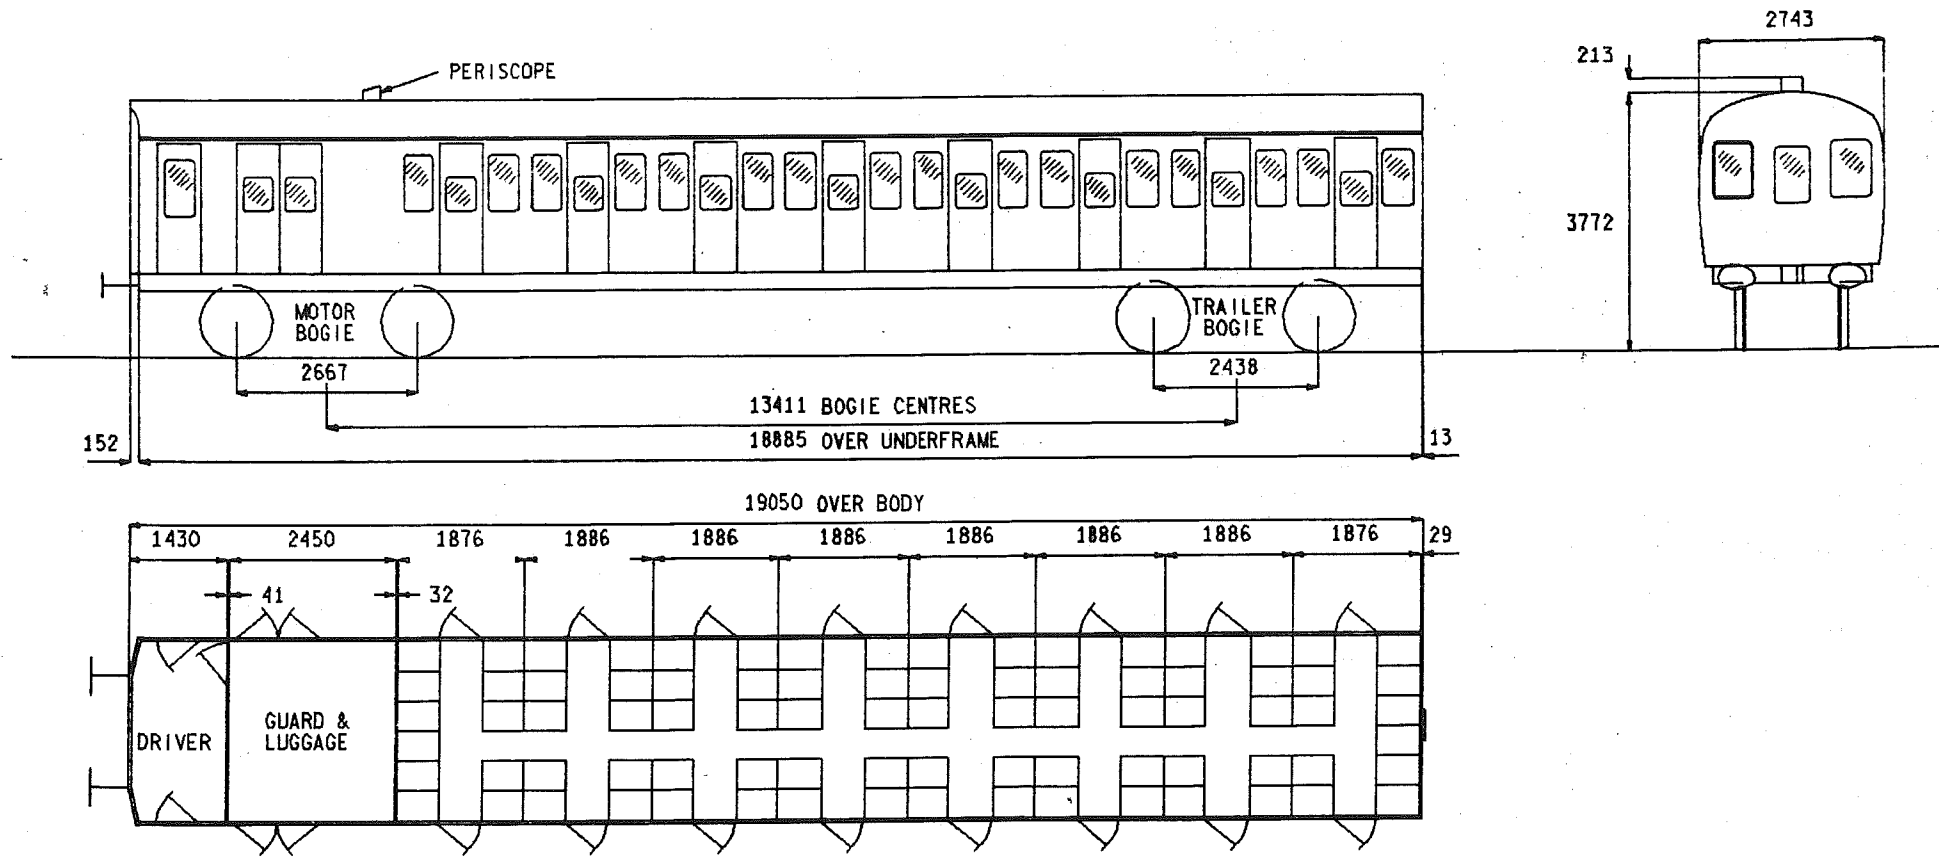 2743
213
PERISCOPE
3772
MOTOR
BOGIE
TRAILER
BOGIE
2667
2438
13411 BOGIE CENTRES
152
18885 OVER UNDERFRAME
13
19050 OVER BODY
1430
2450
1876
1886
1886
1886
1886
1886
1886
1876
29
41
32
DRIVER
GUARD &
LUGGAGE